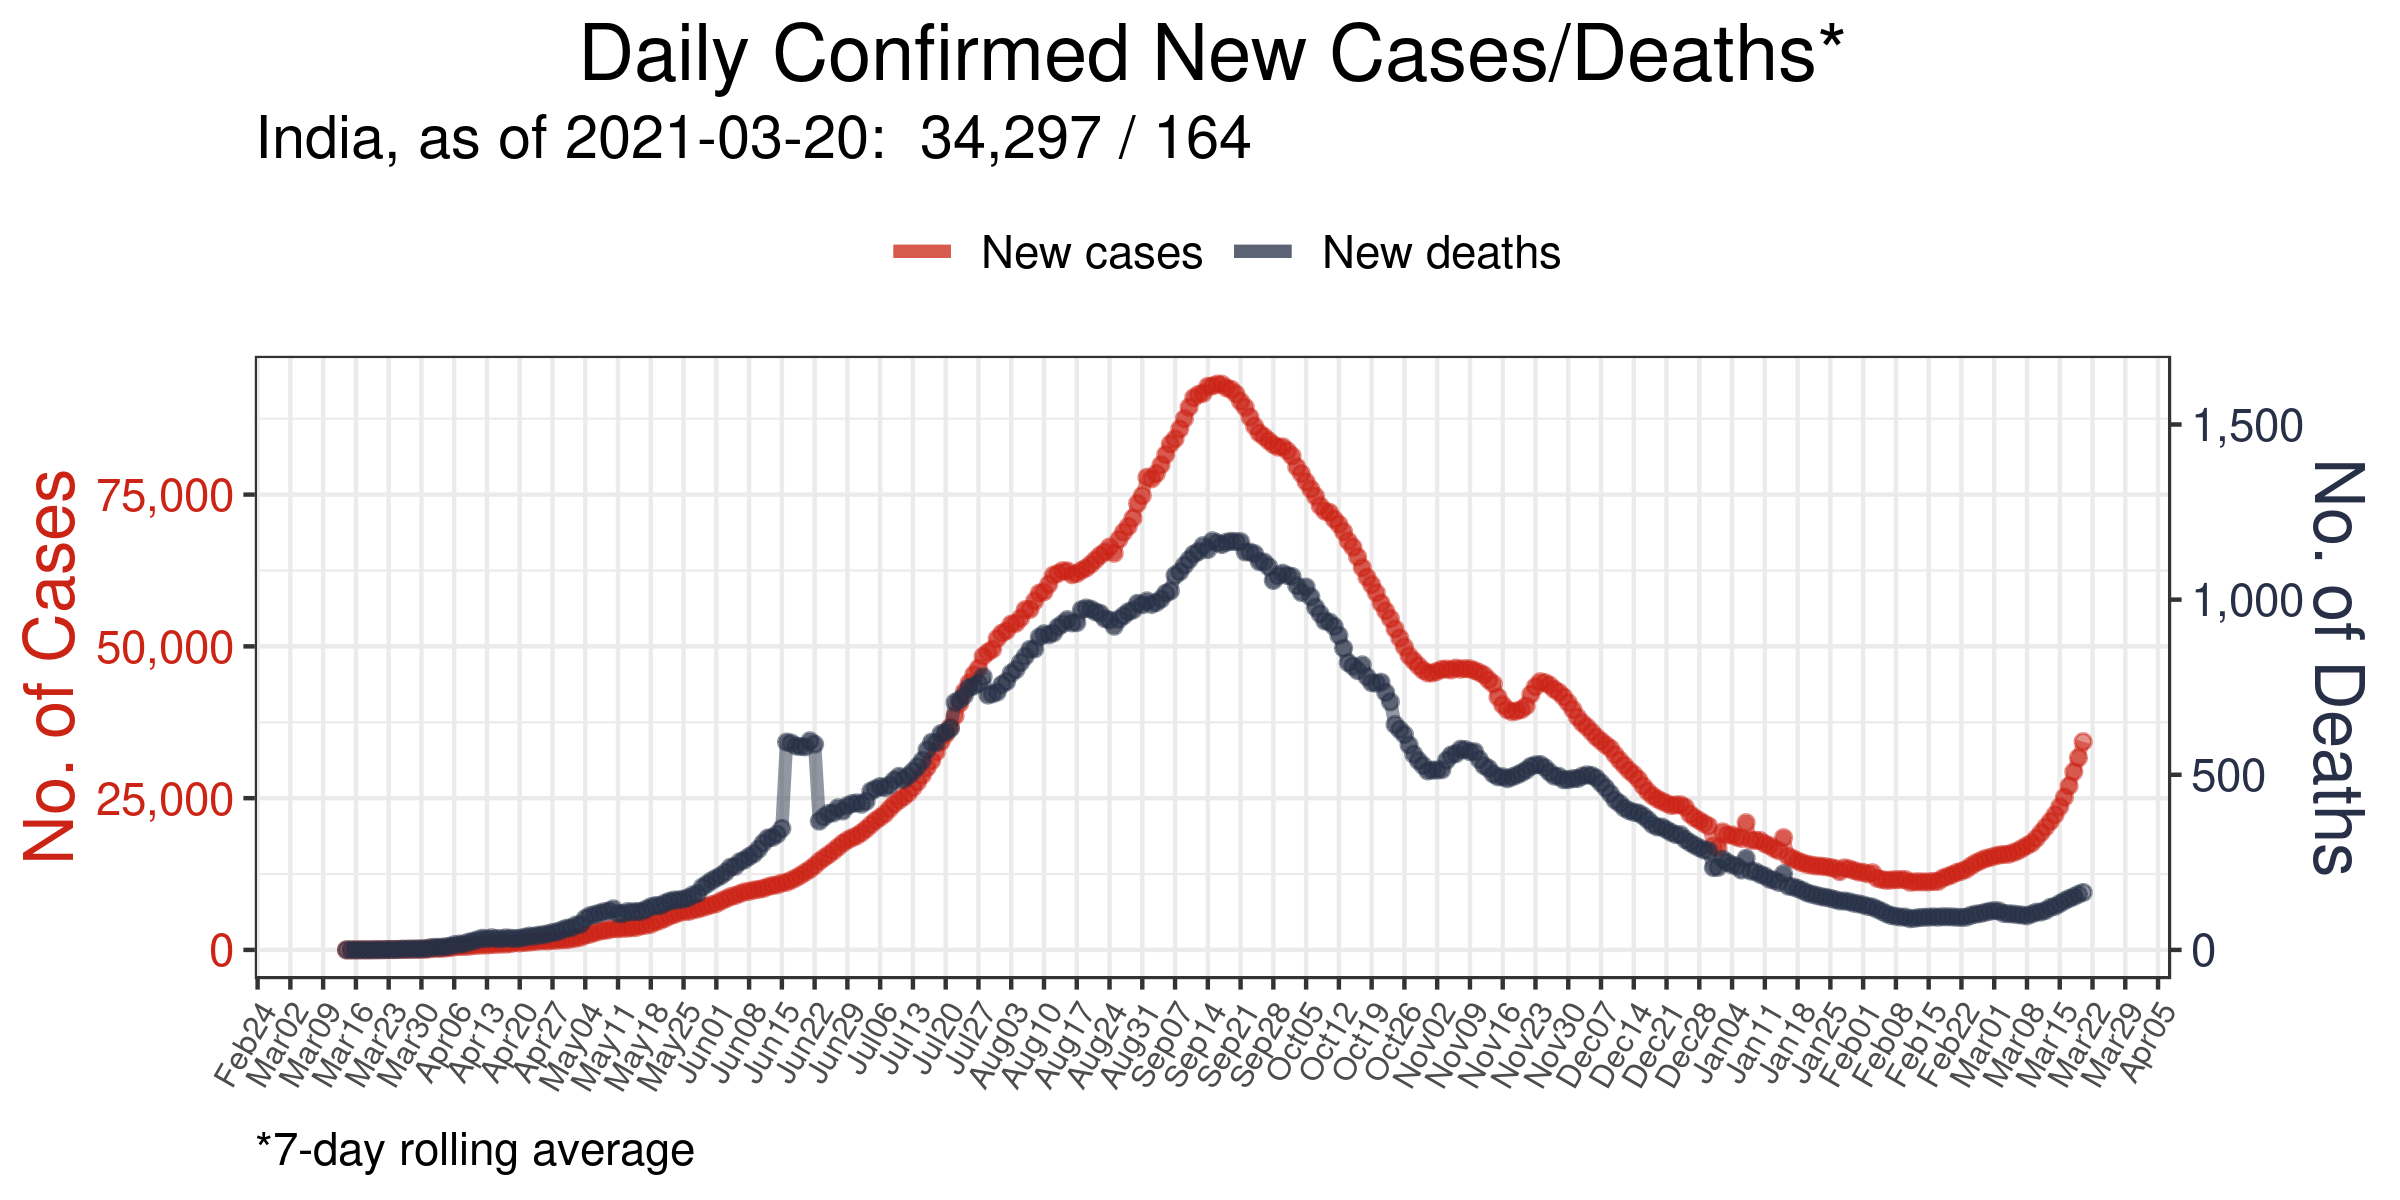 Daily Confirmed New Cases/Deaths*
India, as of 2021-03-20:  34,297 / 164
New cases
New deaths
No. of Cases
75,000
50,000
25,000
0
1,500
1,000
500
0
No. of Deaths
Feb24
Mar02
Mar09
Mar16
Mar23
Mar30
Apr06
Apr13
Apr20
Apr27
May04
May11
May18
May25
Jun01
Jun08
Jun15
Jun22
Jun29
Jul06
Jul13
Jul20
Jul27
Aug03
Aug10
Aug17
Aug24
Aug31
Sep07
Sep14
Sep21
Sep28
Oct05
Oct12
Oct19
Oct26
Nov02
Nov09
Nov16
Nov23
Nov30
Dec07
Dec14
Dec21
Dec28
Jan04
Jan11
Jan18
Jan25
Feb01
Feb08
Feb15
Feb22
Mar01
Mar08
Mar15
Mar22
Mar29
Apr05
*7-day rolling average